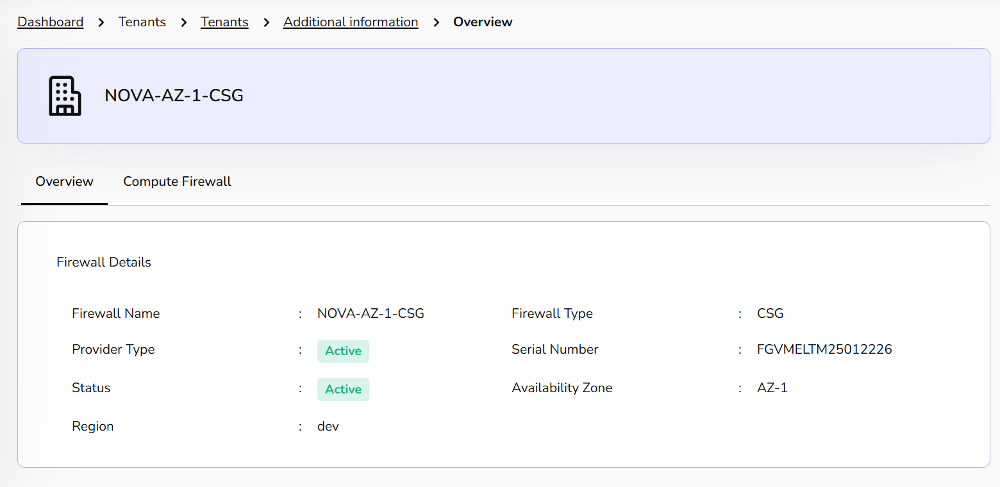 Dashboard > Tenants > Tenants > Additional information > Overview
NOVA-AZ-1-CSG
Overview Compute Firewall
Firewall Details
Firewall Name : NOVA-AZ-1-CSG Firewall Type : CSG
Provider Type : Active Serial Number : FGVMELTM25012226
Status : Active Availability Zone : AZ-1
Region : dev